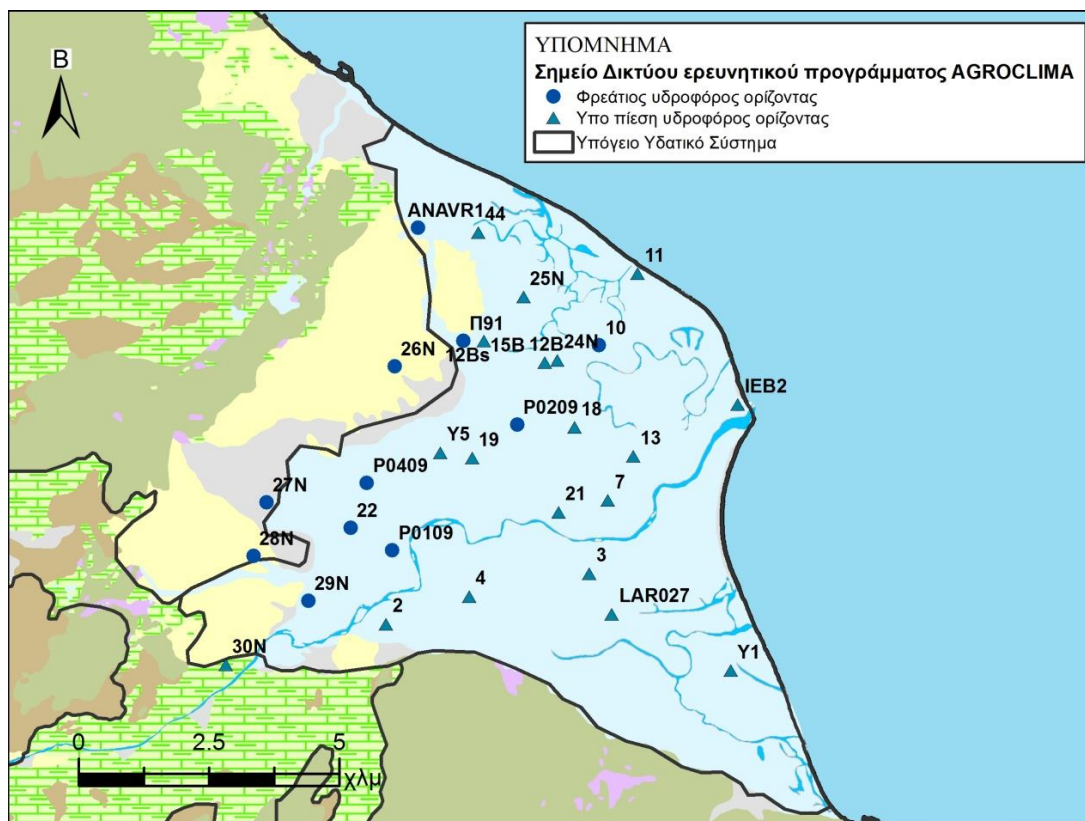 ΥΠΟΜΝΗΜΑ
Σημείο Δικτύου ερευνητικού προγράμματος AGROCLIMA
Φρεάτιος υδροφόρος ορίζοντας
Υπο πίεση υδροφόρος ορίζοντας
Υπόγειο Υδατικό Σύστημα
Β
ANAVR1
44
11
25N
Π91
15B
12B
24N
10
12Bs
26N
IEB2
P0209
18
Y5
19
13
P0409
27N
21
7
22
P0109
28N
3
29N
4
2
LAR027
30N
Y1
0
2.5
5
χλμ